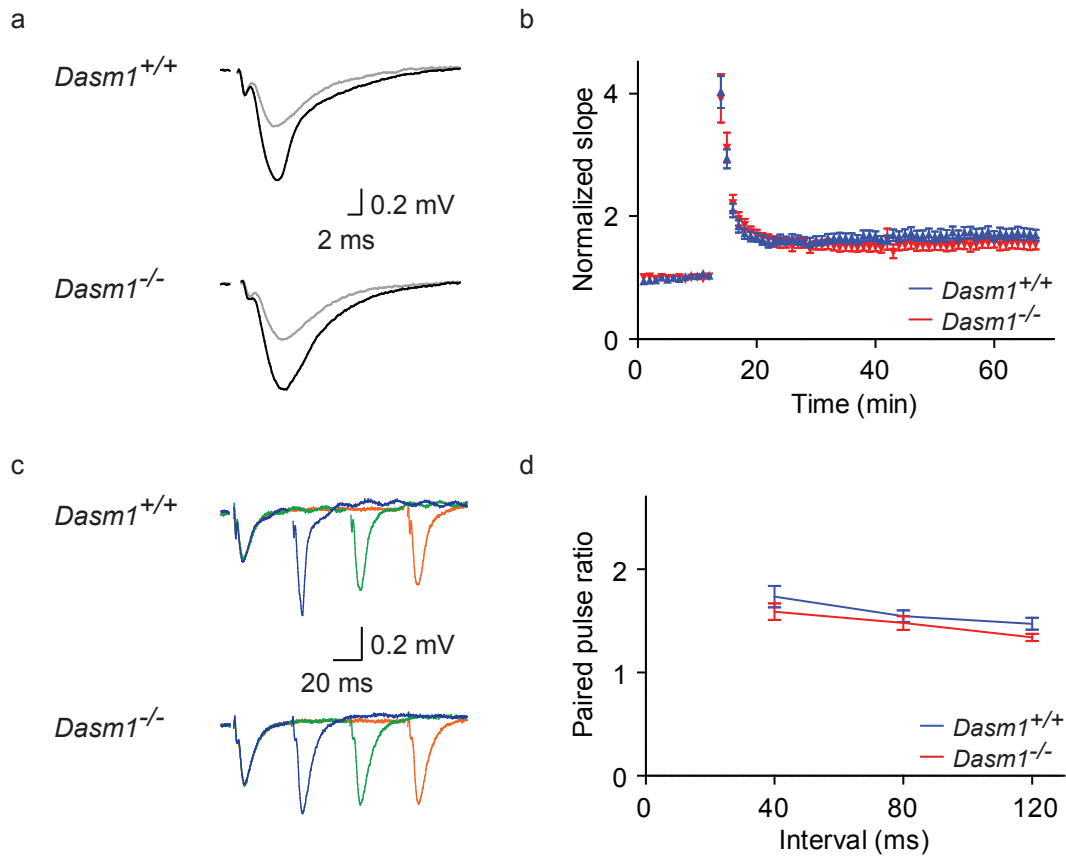 a
Dasm1+/+
0.2 mV
2 ms
Dasm1-/-
b
Normalized slope
4
2
0
0
20
40
60
Time (min)
Dasm1+/+
Dasm1-/-
c
Dasm1+/+
0.2 mV
20 ms
Dasm1-/-
d
Paired pulse ratio
2
1
0
0
40
80
120
Interval (ms)
Dasm1+/+
Dasm1-/-